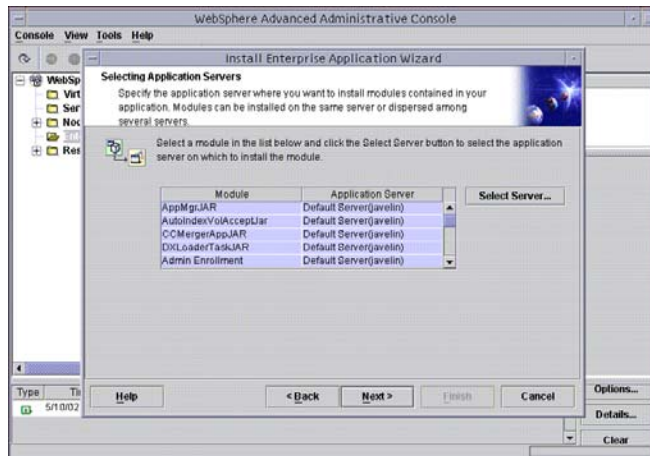 WebSphere Advanced Administrative Console
Console View Tools Help
Install Enterprise Application Wizard
WebSp
Virt
Ser
Noc
Res
Selecting Application Servers
Specify the application server where you want to install modules contained in your
application. Modules can be installed on the same server or dispersed among
several servers.
Select a module in the list below and click the Select Server button to select the application
server on which to install the module.
Module Application Server
AppMgrJAR Default Server(javelin)
AutoIndexVolAcceptJar Default Server(javelin)
CCMergerAppJAR Default Server(javelin)
DXLoaderTaskJAR Default Server(javelin)
Admin Enrollment Default Server(javelin)
Select Server...
Type Ti
5/10/02
Help < Back Next > Finish Cancel
Options...
Details...
Clear